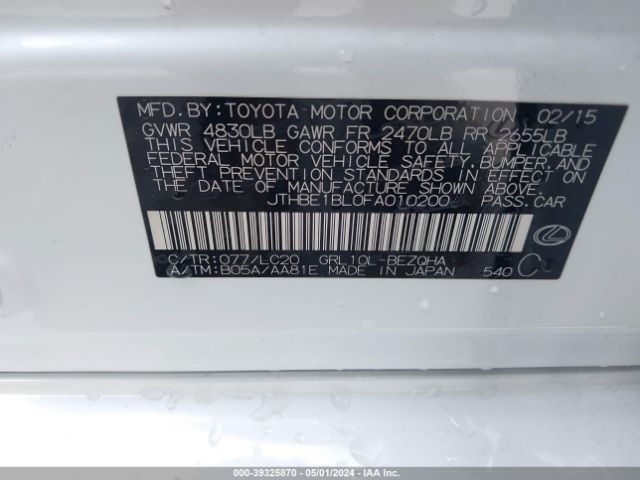 MFD.BY:TOYOTA MOTOR CORPORATION 02/15
GVWR 4830LB GAWR FR 2470LB RR 2655LB
THIS VEHICLE CONFORMS TO ALL APPLICABLE
FEDERAL MOTOR VEHICLE SAFETY,BUMPER,AND
THEFT PREVENTION STANDARDS IN EFFECT ON
THE DATE OF MANUFACTURE SHOWN ABOVE.
JTHBE1BL0FA010200 PASS.CAR
C/TR:077/LC20 GRL10L-BEZQHA
A/TM:B05A/AA81E MADE IN JAPAN 540 C
000-39325870 - 05/01/2024 - IAA Inc.